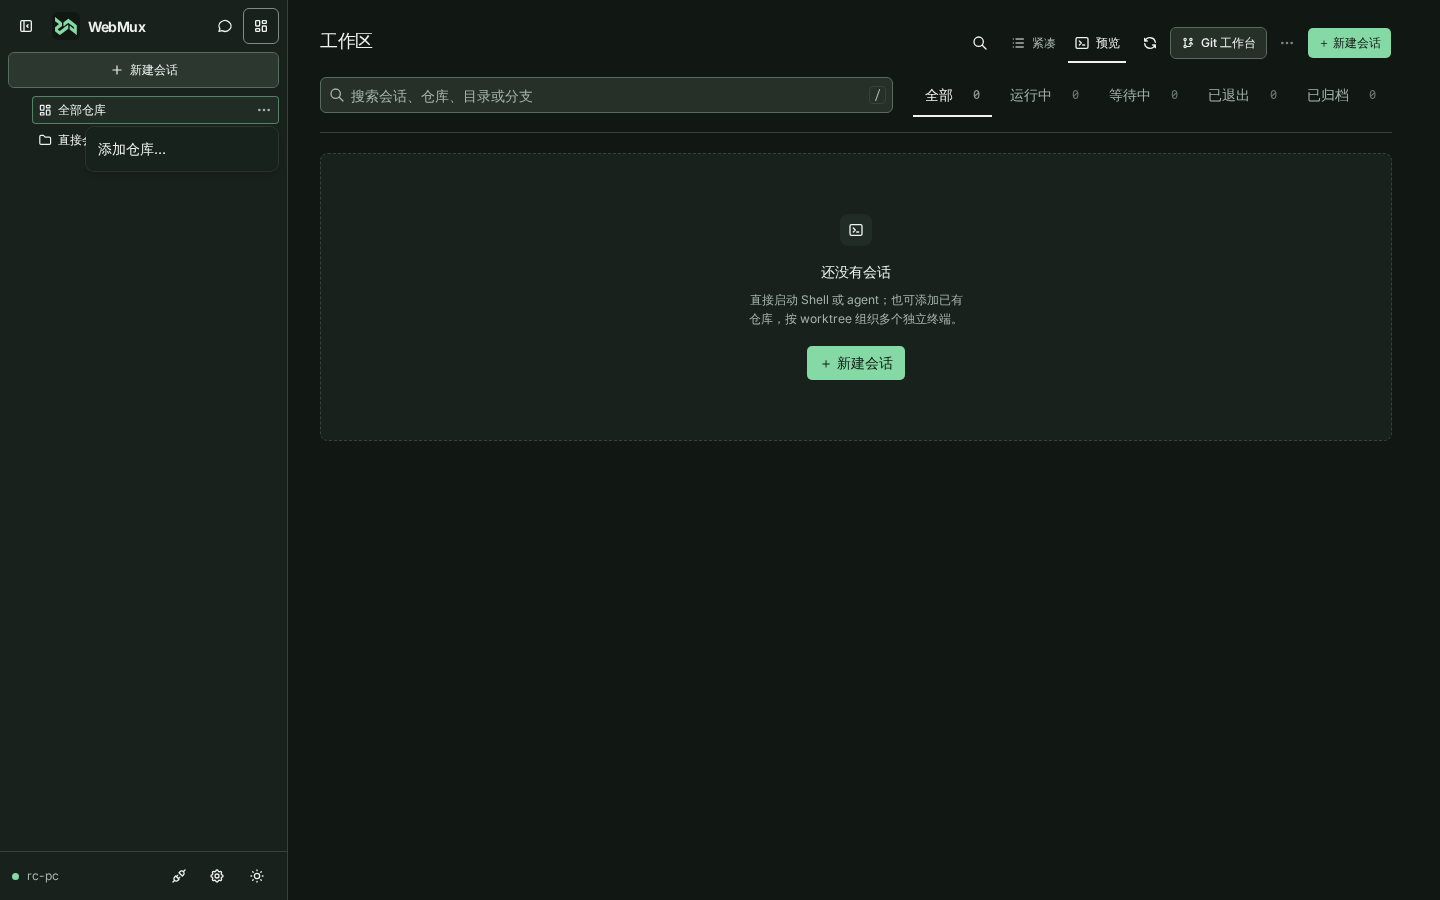 WebMux
新建会话
全部仓库
直接
添加仓库...
rc-pc
工作区
紧凑
预览
Git 工作台
+ 新建会话
搜索会话、仓库、目录或分支
/
全部 0
运行中 0
等待中 0
已退出 0
已归档 0
还没有会话
直接启动 Shell 或 agent；也可添加已有
仓库，按 worktree 组织多个独立终端。
+ 新建会话